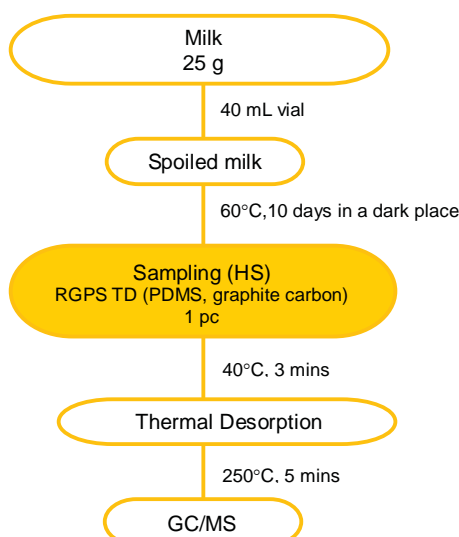 Milk
25 g
40 mL vial
Spoiled milk
60°C,10 days in a dark place
Sampling (HS)
RGPS TD (PDMS, graphite carbon)
1 pc
40°C, 3 mins
Thermal Desorption
250°C, 5 mins
GC/MS